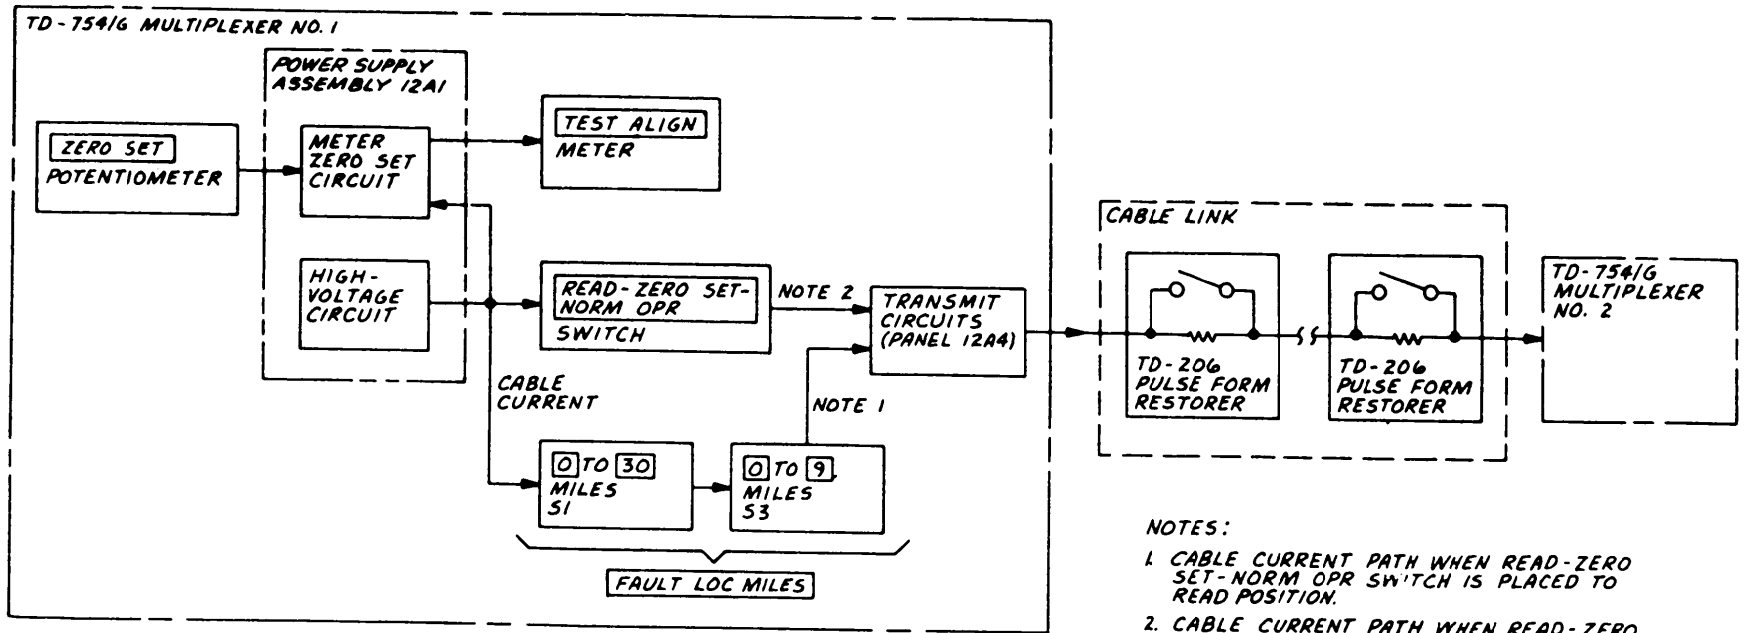 TD-754/G MULTIPLEXER NO. 1
POWER SUPPLY
ASSEMBLY 12A1
ZERO SET
POTENTIOMETER
METER
ZERO SET
CIRCUIT
TEST ALIGN
METER
HIGH-
VOLTAGE
CIRCUIT
READ-ZERO SET-
NORM OPR
SWITCH
NOTE 2
TRANSMIT
CIRCUITS
(PANEL 12A4)
CABLE
CURRENT
NOTE 1
0 TO 30
MILES
S1
0 TO 9
MILES
S3
FAULT LOC MILES
CABLE LINK
TD-206
PULSE FORM
RESTORER
TD-206
PULSE FORM
RESTORER
TD-754/G
MULTIPLEXER
NO. 2
NOTES:
1. CABLE CURRENT PATH WHEN READ-ZERO
SET-NORM OPR SWITCH IS PLACED TO
READ POSITION.
2. CABLE CURRENT PATH WHEN READ-ZERO